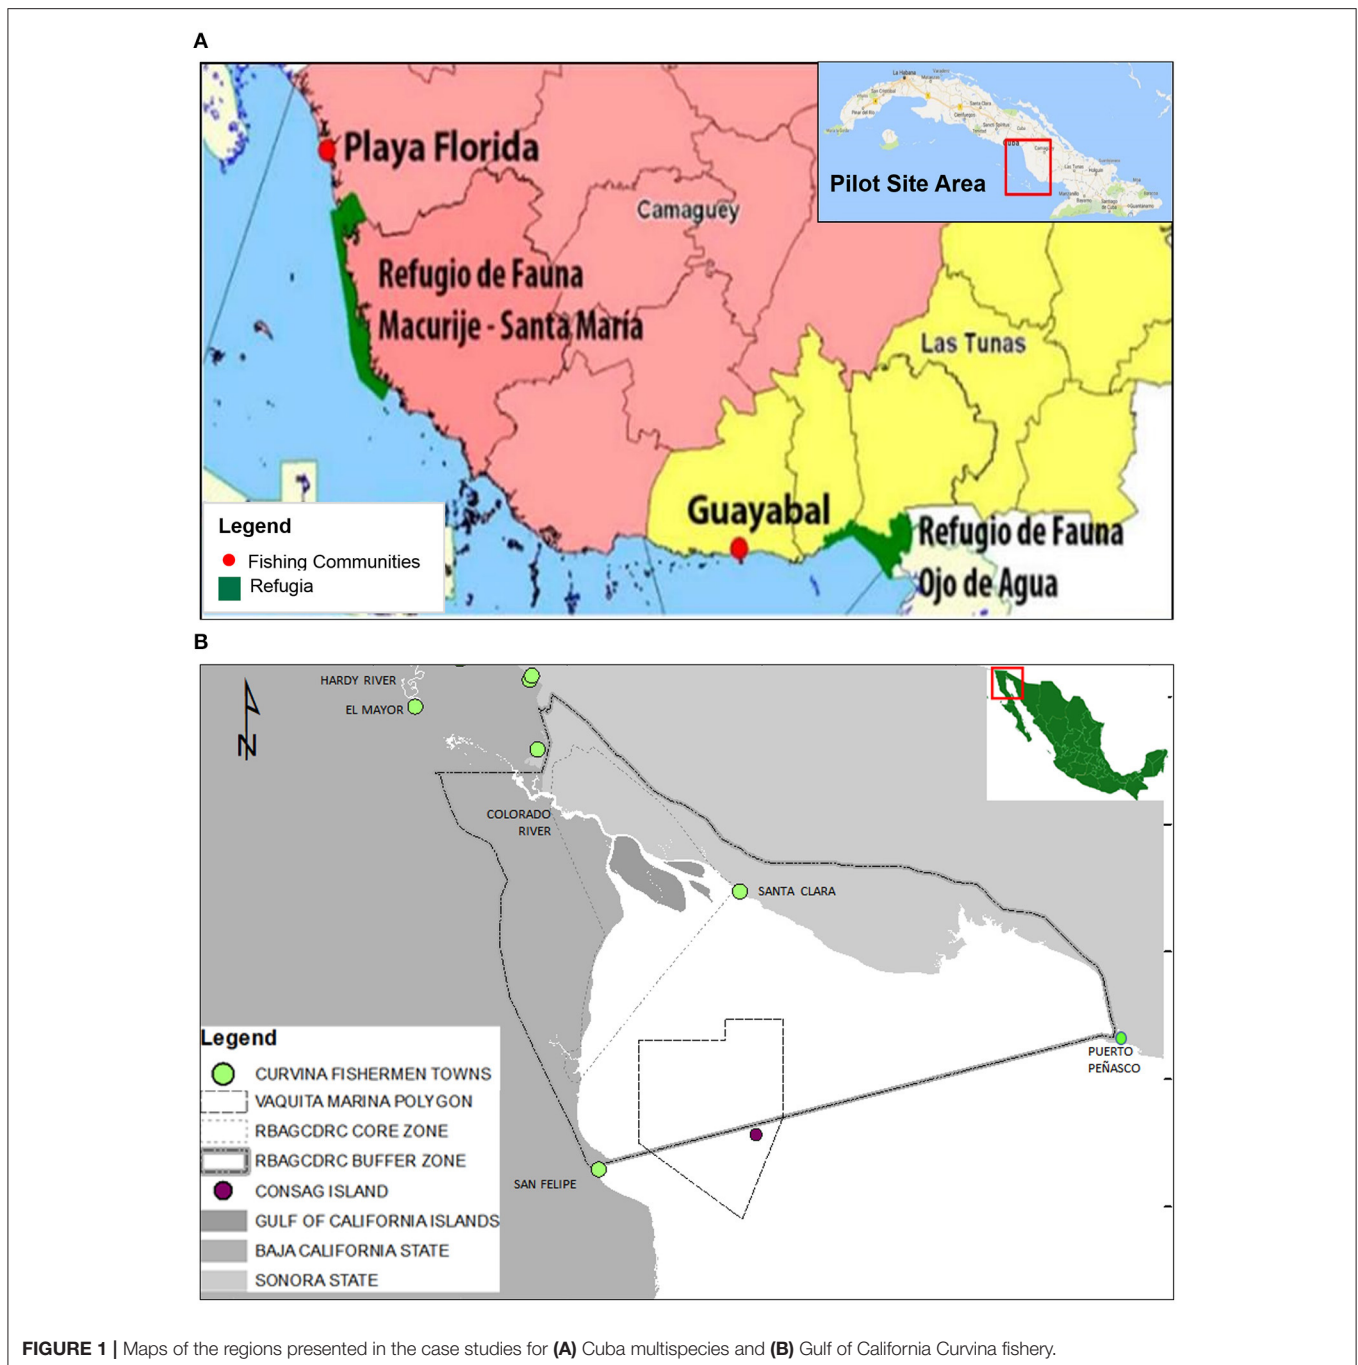 A
Playa Florida
Camaguey
Refugio de Fauna
Macurije - Santa María
Las Tunas
Guayabal
Refugio de Fauna
Ojo de Agua
La Habana
Pilot Site Area
Legend
Fishing Communities
Refugia
B
HARDY RIVER
EL MAYOR
N
COLORADO
RIVER
SANTA CLARA
PUERTO
PEÑASCO
SAN FELIPE
Legend
CURVINA FISHERMEN TOWNS
VAQUITA MARINA POLYGON
RBAGCDRC CORE ZONE
RBAGCDRC BUFFER ZONE
CONSAG ISLAND
GULF OF CALIFORNIA ISLANDS
BAJA CALIFORNIA STATE
SONORA STATE
FIGURE 1 | Maps of the regions presented in the case studies for (A) Cuba multispecies and (B) Gulf of California Curvina fishery.